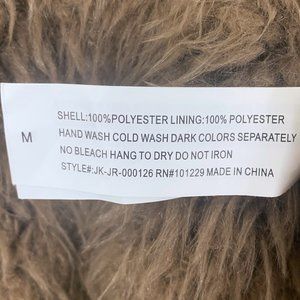 SHELL:100%POLYESTER LINING:100% POLYESTER
HAND WASH COLD WASH DARK COLORS SEPARATELY
M
NO BLEACH HANG TO DRY DO NOT IRON
STYLE#:JK-JR-000126 RN#101229 MADE IN CHINA